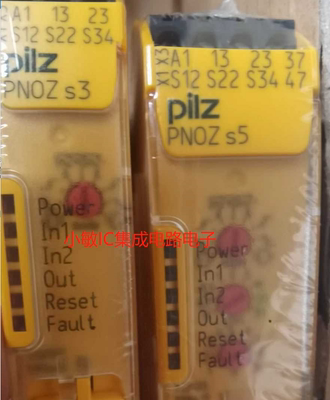 A1 13 23
S12 S22 S34
pilz
PNOZ s3
Power
In1
In2
Out
Reset
Fault
X3 A1 13 23 37
X1 S12 S22 S34 47
pilz
PNOZ s5
Power
In1
In2
Out
Reset
Fault
小敏IC集成电路电子